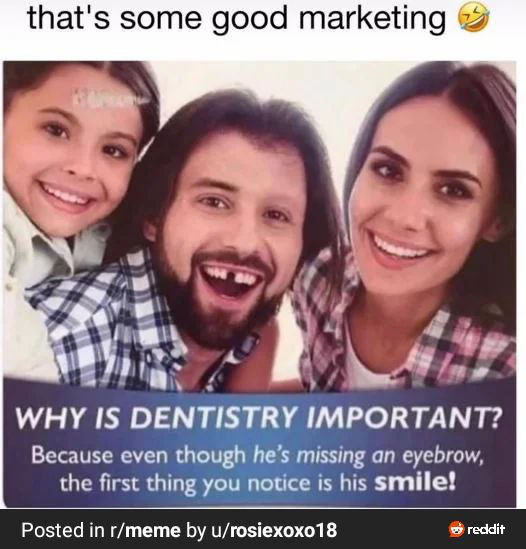 that's some good marketing 🤣
WHY IS DENTISTRY IMPORTANT?
Because even though he's missing an eyebrow,
the first thing you notice is his smile!
Posted in r/meme by u/rosiexoxo18
reddit